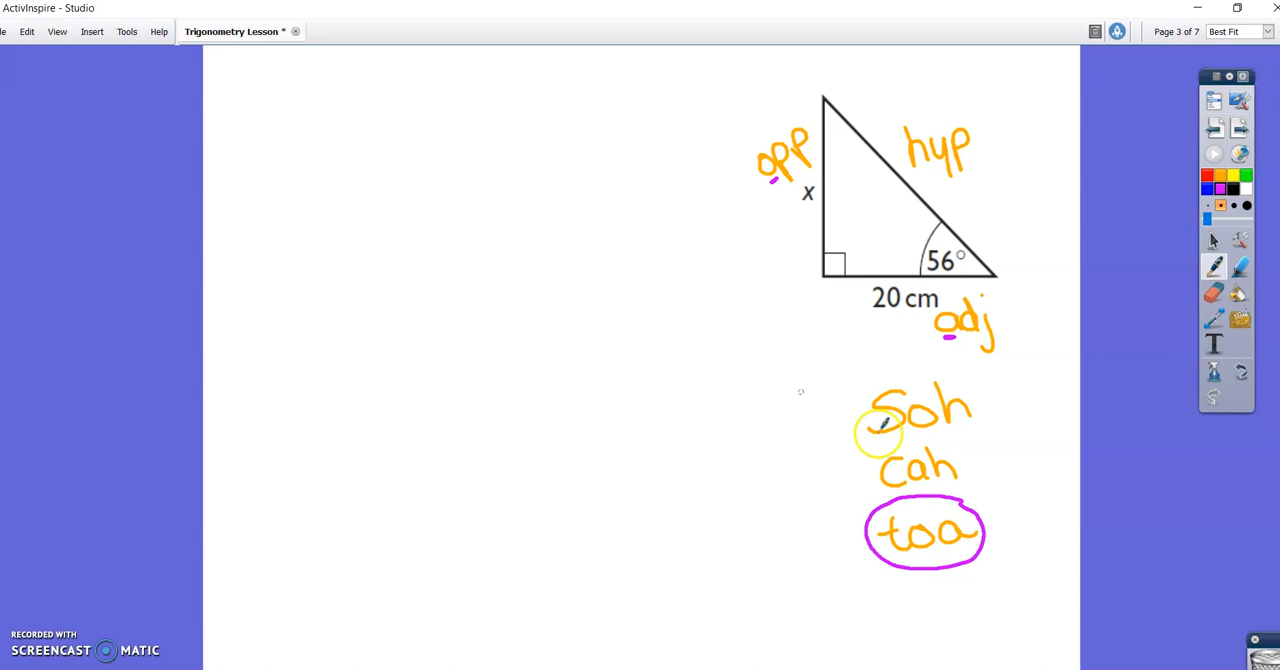 ActivInspire - Studio
Edit View Insert Tools Help Trigonometry Lesson * Page 3 of 7 Best Fit
opp
hyp
x
56°
20 cm
adj
Soh
Cah
toa
T
RECORDED WITH
SCREENCAST MATIC